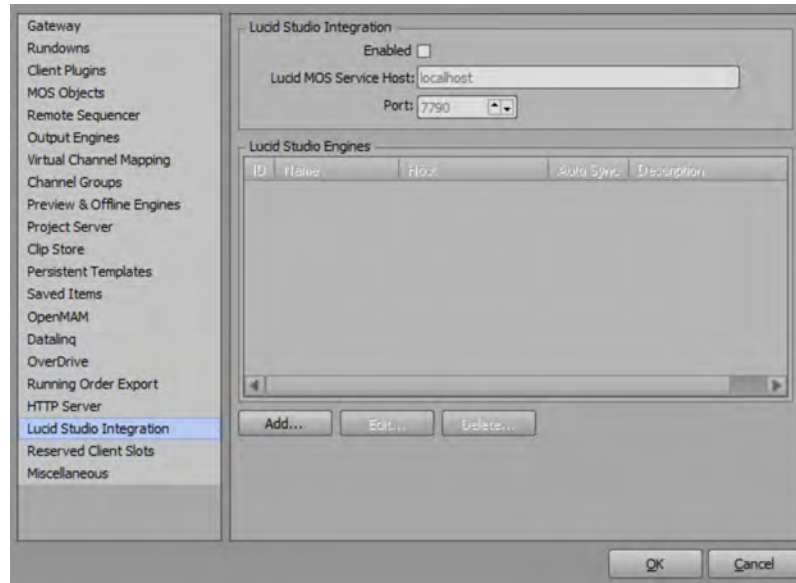 Gateway
Rundowns
Client Plugins
MOS Objects
Remote Sequencer
Output Engines
Virtual Channel Mapping
Channel Groups
Preview & Offline Engines
Project Server
Clip Store
Persistent Templates
Saved Items
OpenMAM
Datalinq
OverDrive
Running Order Export
HTTP Server
Lucid Studio Integration
Reserved Client Slots
Miscellaneous
Lucid Studio Integration
Enabled
Lucid MOS Service Host: localhost
Port: 7790
Lucid Studio Engines
ID Name Host Auto Sync Description
Add... Edit... Delete...
OK Cancel